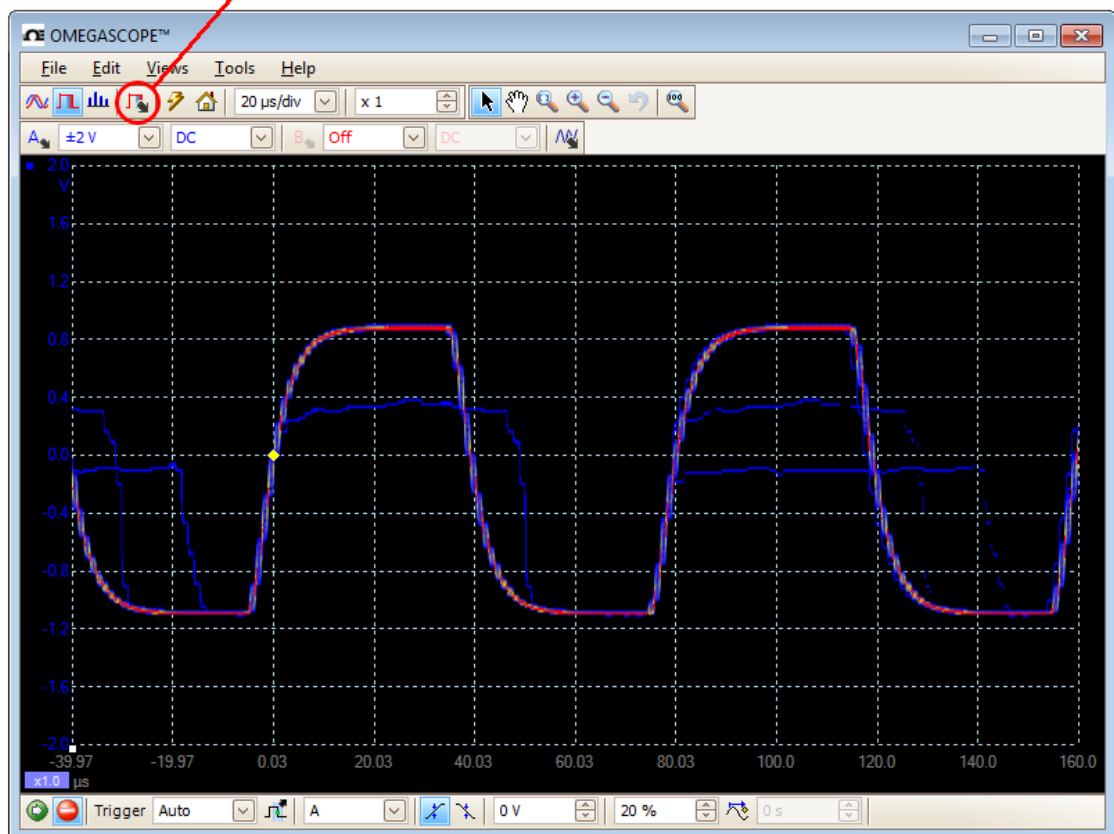 OMEGASCOPE™
File Edit Views Tools Help
20 µs/div x 1
A ±2 V DC B Off DC
2.0
V
1.6
1.2
0.8
0.4
0.0
-0.4
-0.8
-1.2
-1.6
-2.0
-39.97 -19.97 0.03 20.03 40.03 60.03 80.03 100.0 120.0 140.0 160.0
x1.0 µs
Trigger Auto A 0 V 20 % 0 s